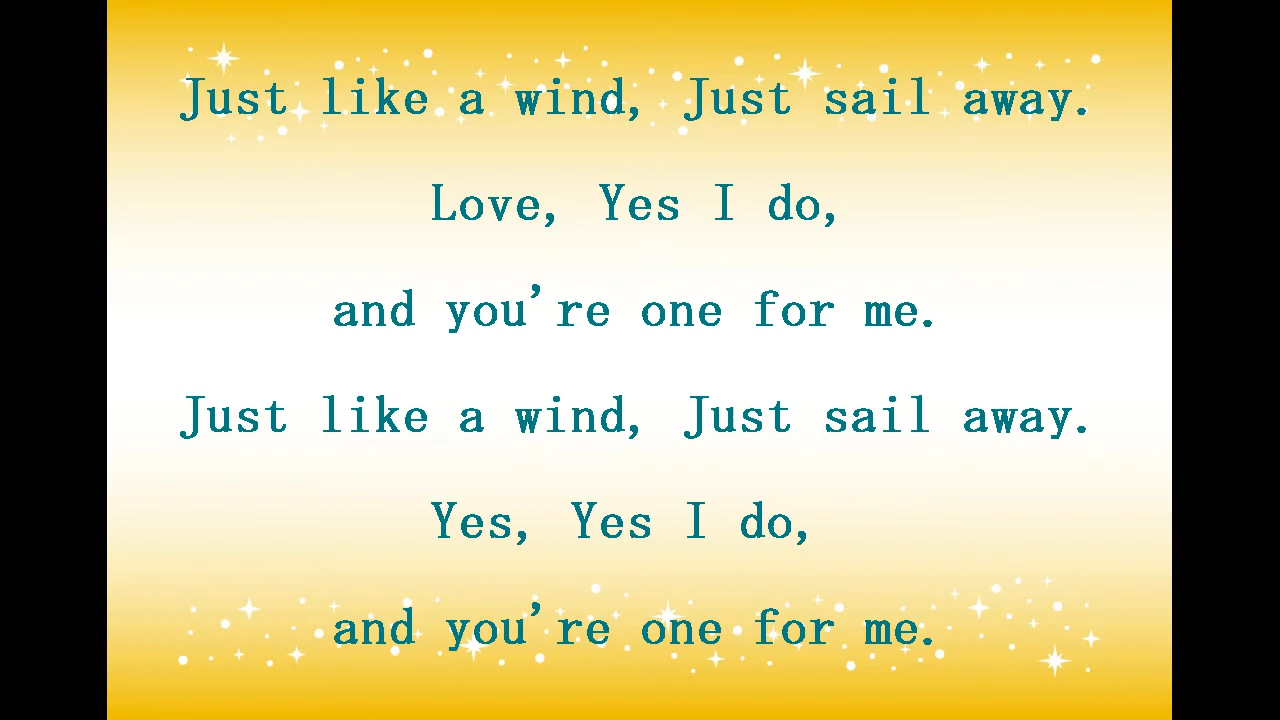 Just like a wind, Just sail away.
Love, Yes I do,
and you're one for me.
Just like a wind, Just sail away.
Yes, Yes I do,
and you're one for me.